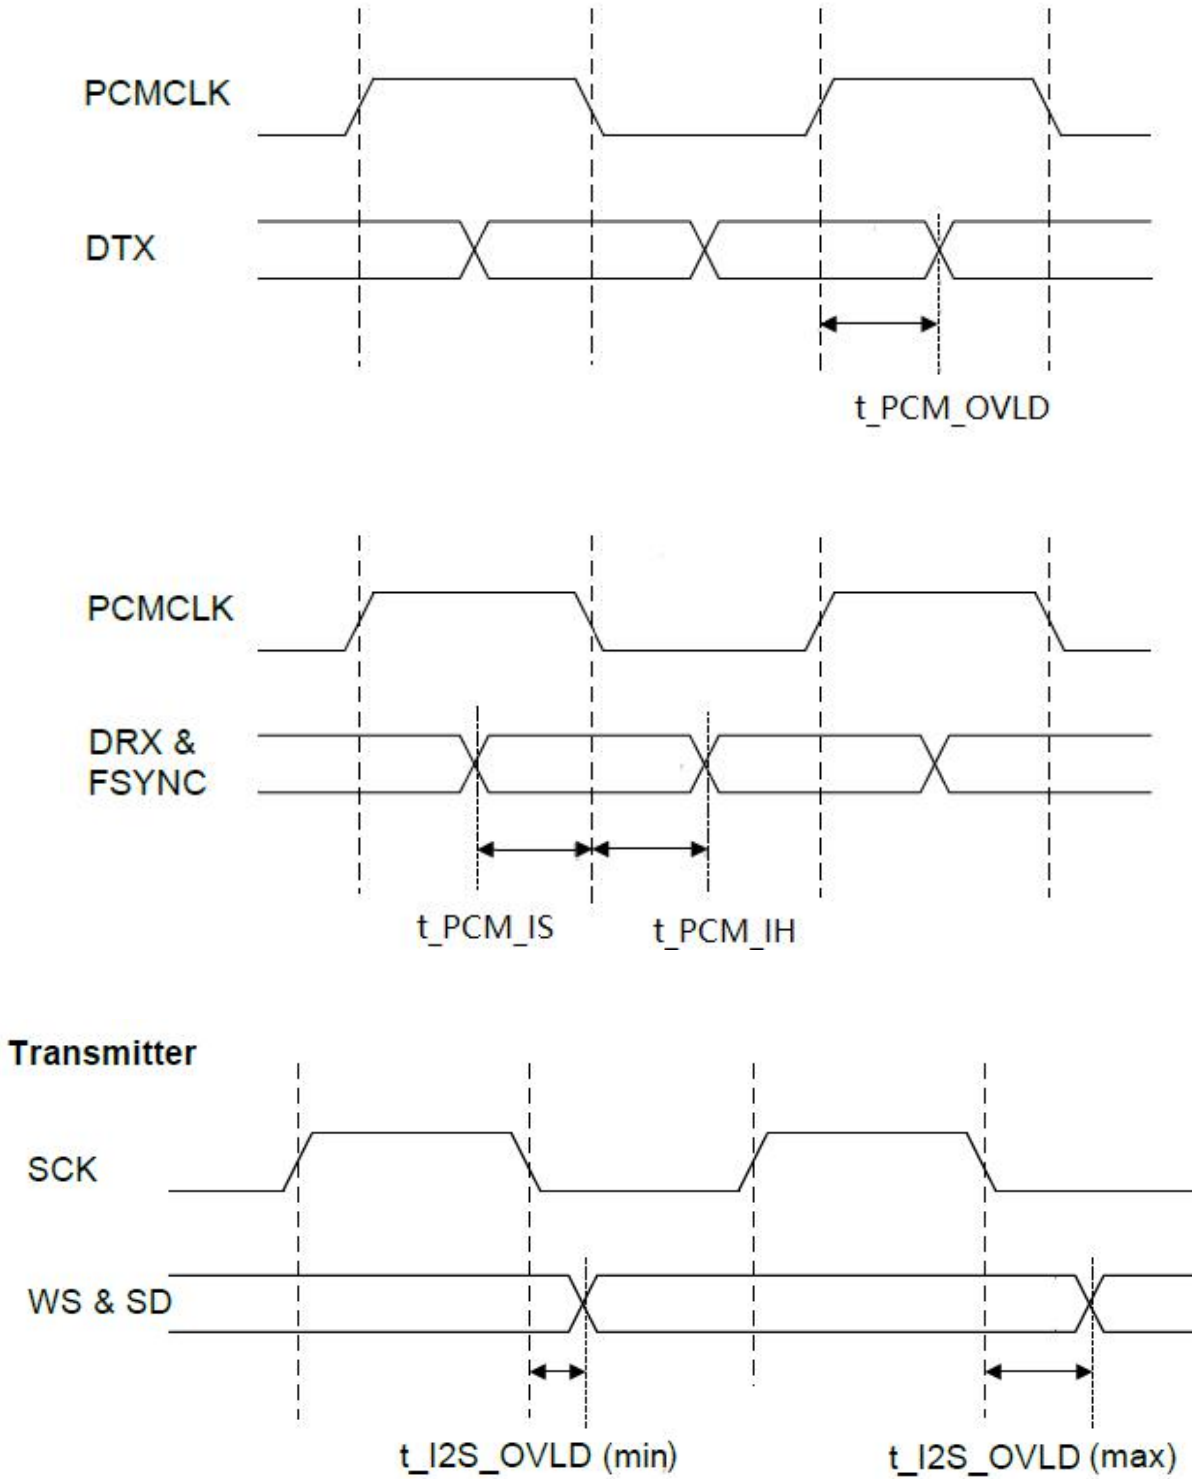 PCMCLK
DTX
t_PCM_OVLD
PCMCLK
DRX &
FSYNC
t_PCM_IS
t_PCM_IH
Transmitter
SCK
WS & SD
t_I2S_OVLD (min)
t_I2S_OVLD (max)